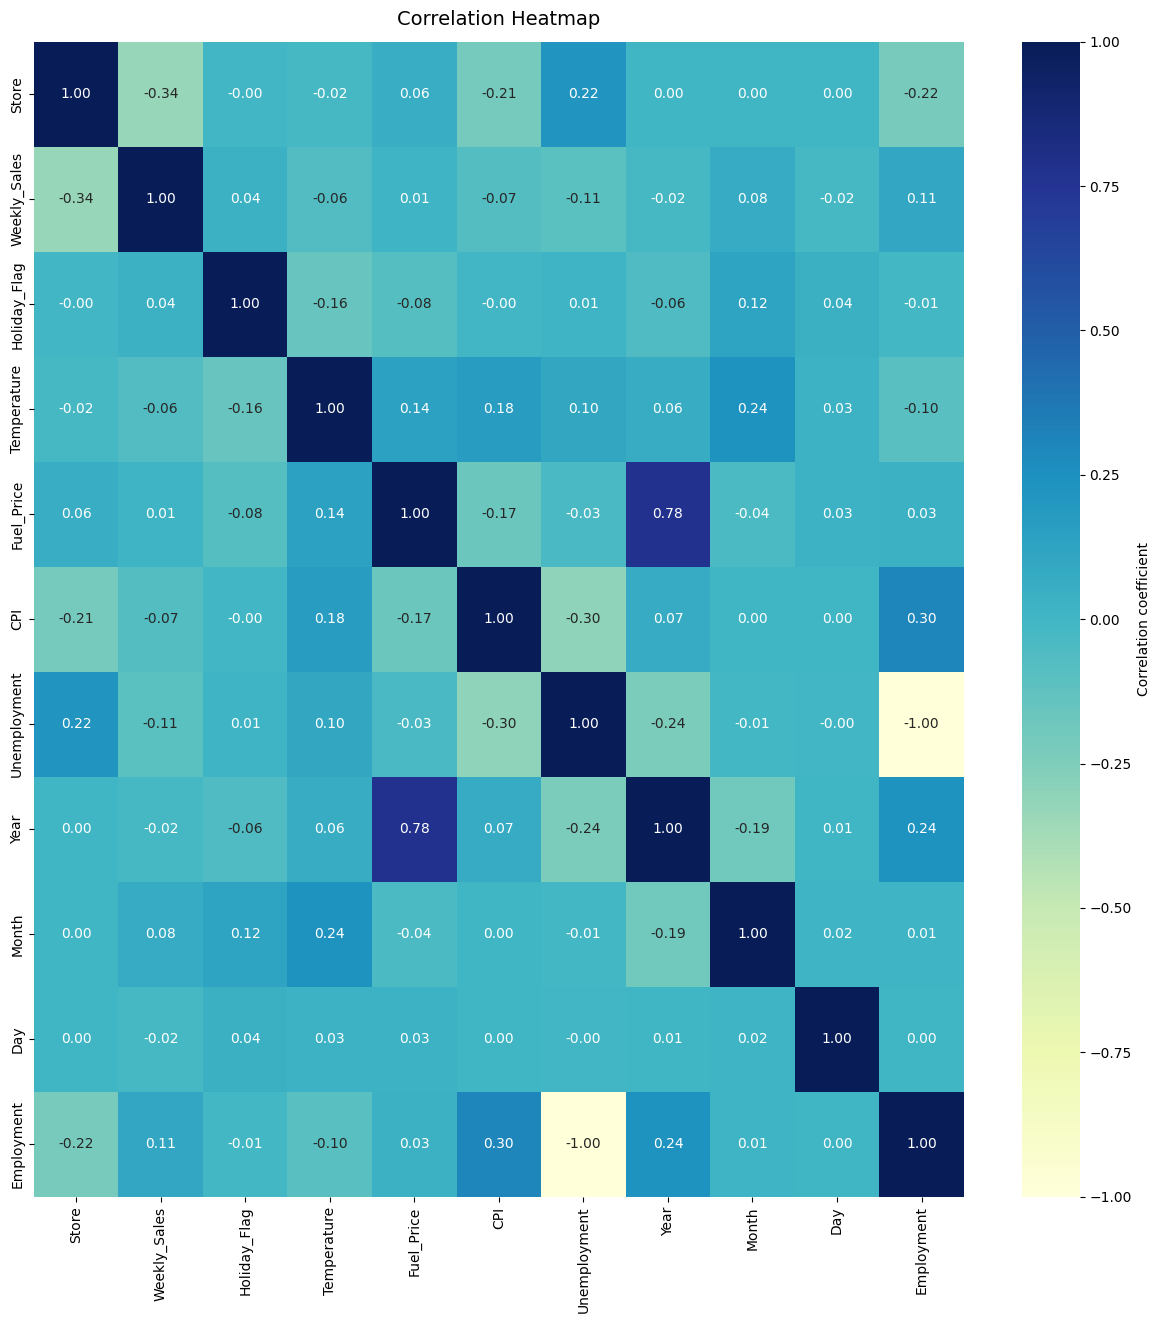 Correlation Heatmap
Store 1.00 -0.34 -0.00 -0.02 0.06 -0.21 0.22 0.00 0.00 0.00 -0.22
Weekly_Sales -0.34 1.00 0.04 -0.06 0.01 -0.07 -0.11 -0.02 0.08 -0.02 0.11
Holiday_Flag -0.00 0.04 1.00 -0.16 -0.08 -0.00 0.01 -0.06 0.12 0.04 -0.01
Temperature -0.02 -0.06 -0.16 1.00 0.14 0.18 0.10 0.06 0.24 0.03 -0.10
Fuel_Price 0.06 0.01 -0.08 0.14 1.00 -0.17 -0.03 0.78 -0.04 0.03 0.03
CPI -0.21 -0.07 -0.00 0.18 -0.17 1.00 -0.30 0.07 0.00 0.00 0.30
Unemployment 0.22 -0.11 0.01 0.10 -0.03 -0.30 1.00 -0.24 -0.01 -0.00 -1.00
Year 0.00 -0.02 -0.06 0.06 0.78 0.07 -0.24 1.00 -0.19 0.01 0.24
Month 0.00 0.08 0.12 0.24 -0.04 0.00 -0.01 -0.19 1.00 0.02 0.01
Day 0.00 -0.02 0.04 0.03 0.03 0.00 -0.00 0.01 0.02 1.00 0.00
Employment -0.22 0.11 -0.01 -0.10 0.03 0.30 -1.00 0.24 0.01 0.00 1.00
Store Weekly_Sales Holiday_Flag Temperature Fuel_Price CPI Unemployment Year Month Day Employment
1.00
0.75
0.50
0.25
0.00
−0.25
−0.50
−0.75
−1.00
Correlation coefficient